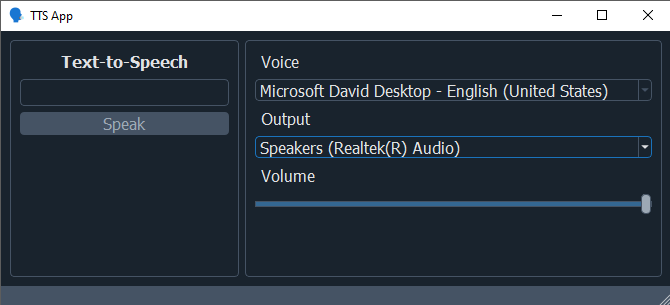 TTS App
Text-to-Speech
Speak
Voice
Microsoft David Desktop - English (United States)
Output
Speakers (Realtek(R) Audio)
Volume